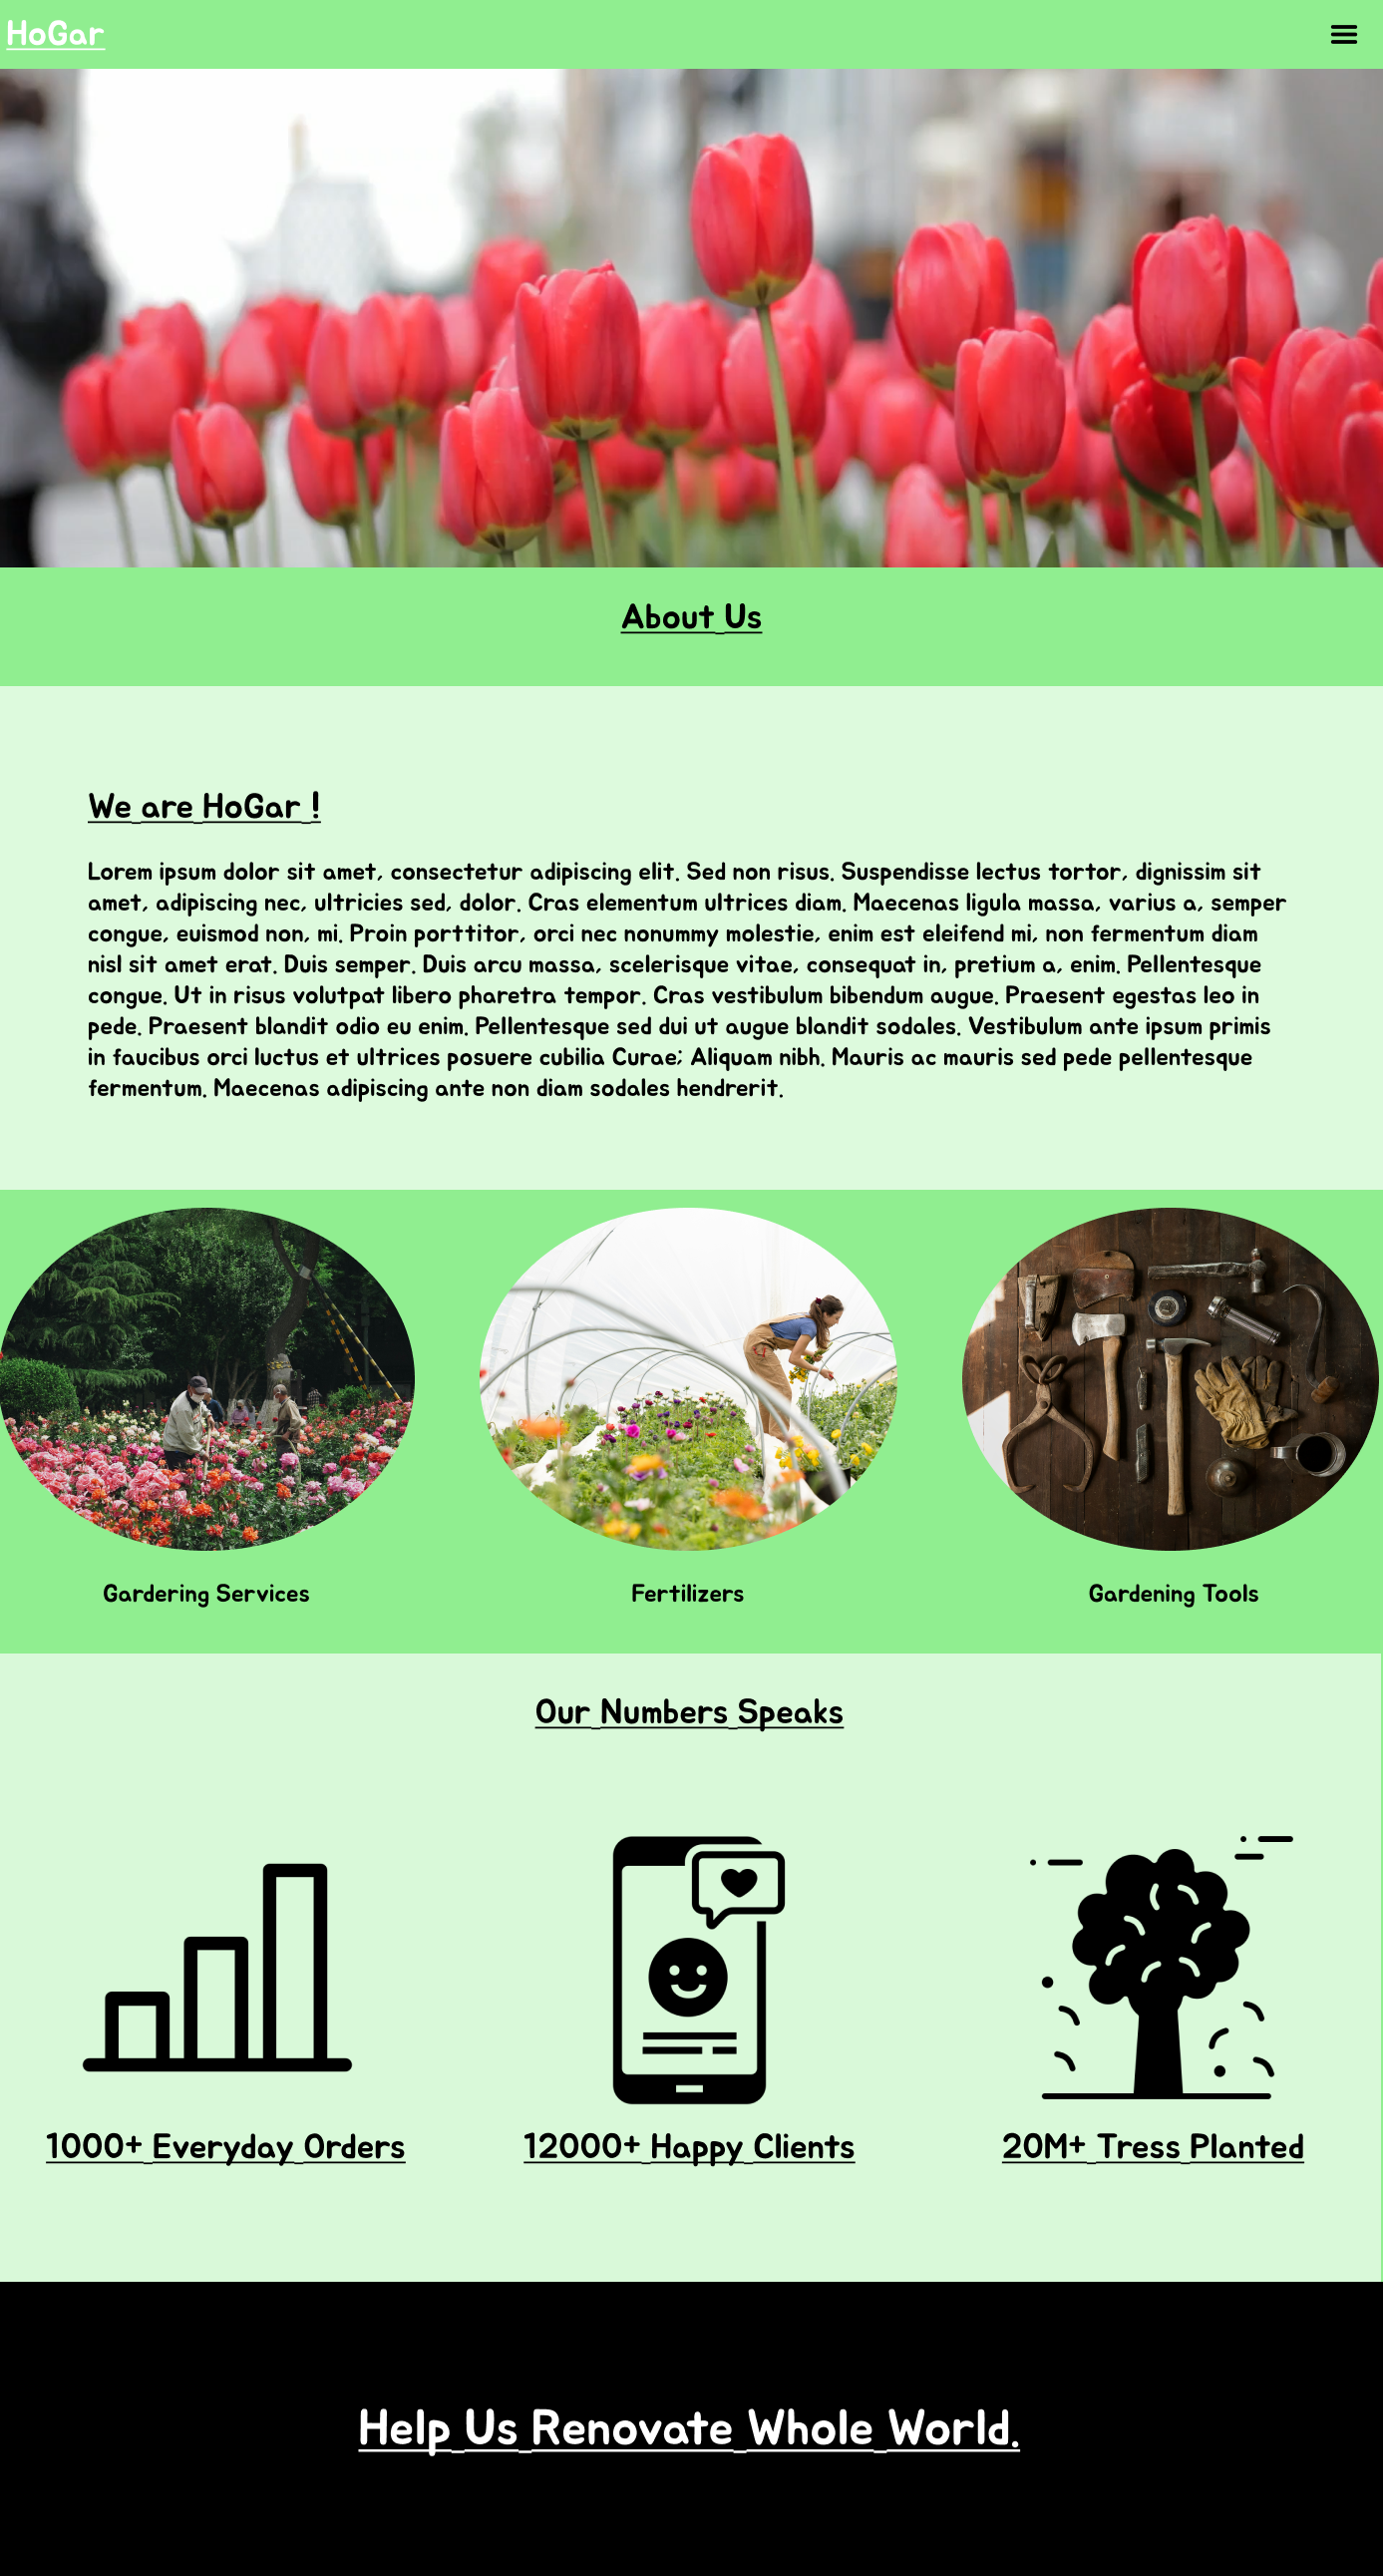 HoGar
About Us
We are HoGar !
Lorem ipsum dolor sit amet, consectetur adipiscing elit. Sed non risus. Suspendisse lectus tortor, dignissim sit
amet, adipiscing nec, ultricies sed, dolor. Cras elementum ultrices diam. Maecenas ligula massa, varius a, semper
congue, euismod non, mi. Proin porttitor, orci nec nonummy molestie, enim est eleifend mi, non fermentum diam
nisl sit amet erat. Duis semper. Duis arcu massa, scelerisque vitae, consequat in, pretium a, enim. Pellentesque
congue. Ut in risus volutpat libero pharetra tempor. Cras vestibulum bibendum augue. Praesent egestas leo in
pede. Praesent blandit odio eu enim. Pellentesque sed dui ut augue blandit sodales. Vestibulum ante ipsum primis
in faucibus orci luctus et ultrices posuere cubilia Curae; Aliquam nibh. Mauris ac mauris sed pede pellentesque
fermentum. Maecenas adipiscing ante non diam sodales hendrerit.
Gardering Services
Fertilizers
Gardening Tools
Our Numbers Speaks
1000+ Everyday Orders
12000+ Happy Clients
20M+ Tress Planted
Help Us Renovate Whole World.